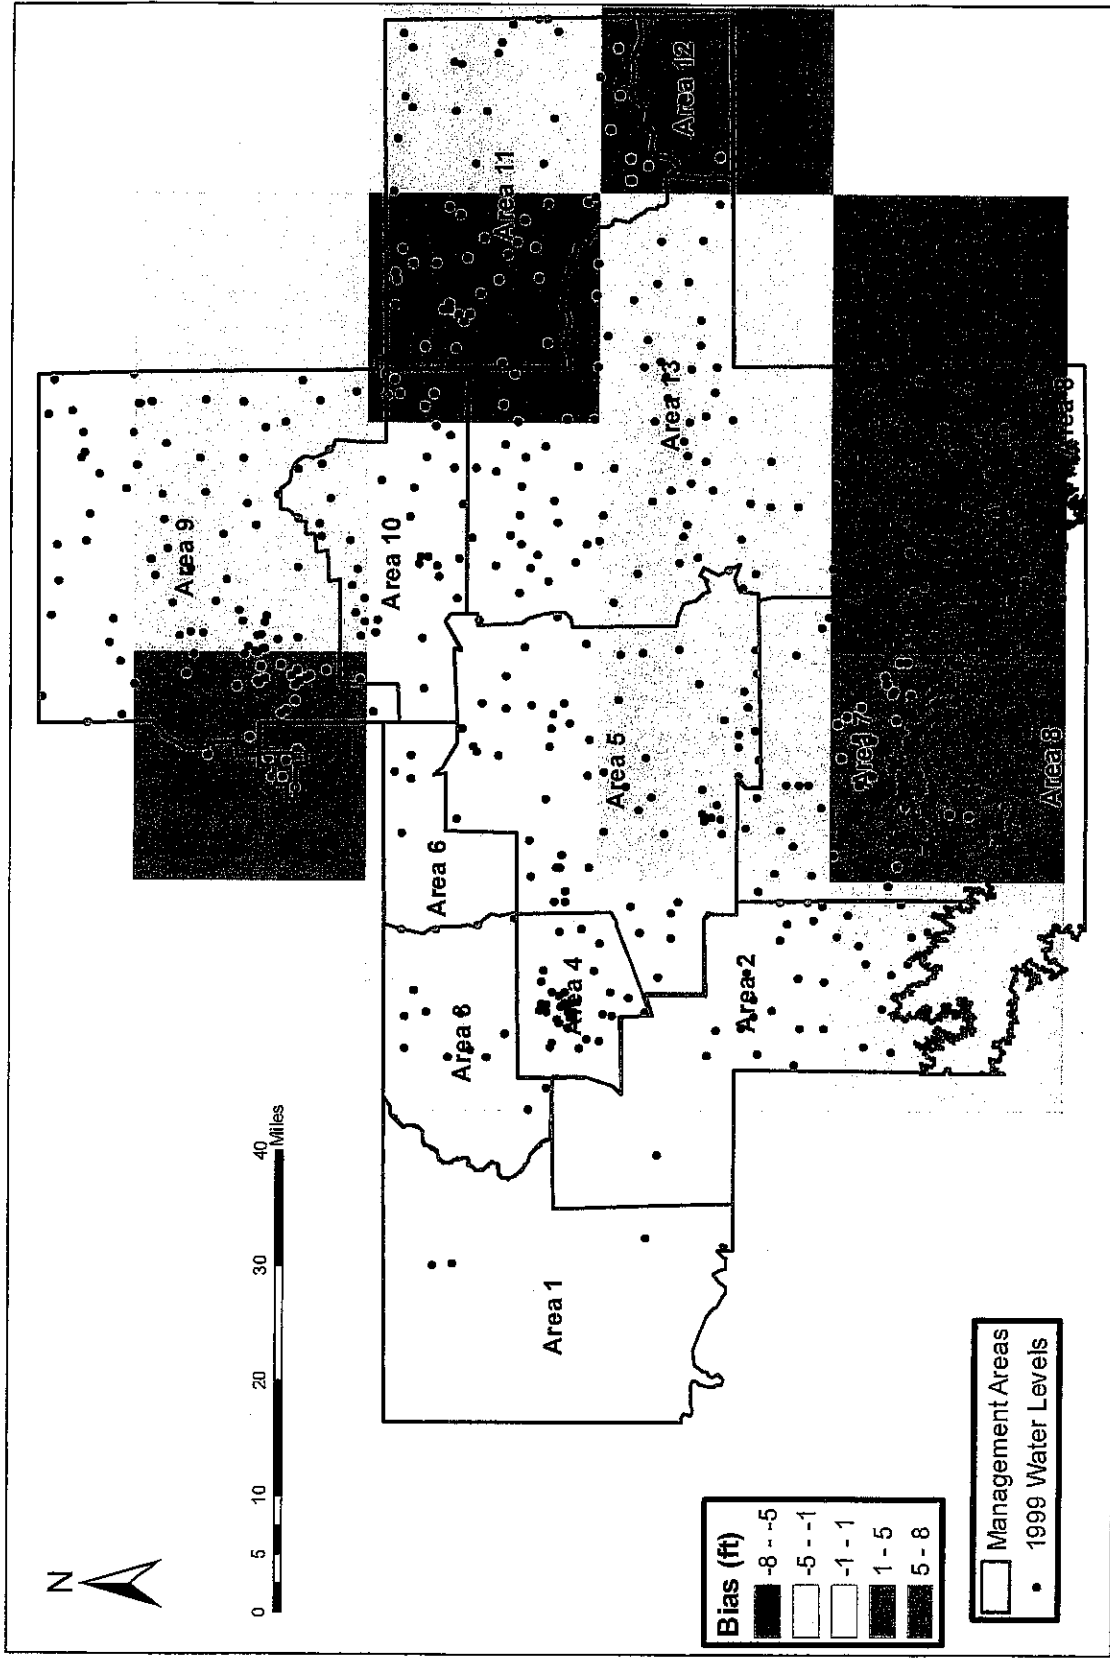 N
0 5 10 20 30 40
Miles
Area 9
Area 10
Area 11
Area 6
Area 3
Area 4
Area 1
Area 5
Area 13
Area 12
Area 2
Area 7
Area 8
Area 8
Bias (ft)
-8 - -5
-5 - -1
-1 - 1
1 - 5
5 - 8
Management Areas
1999 Water Levels